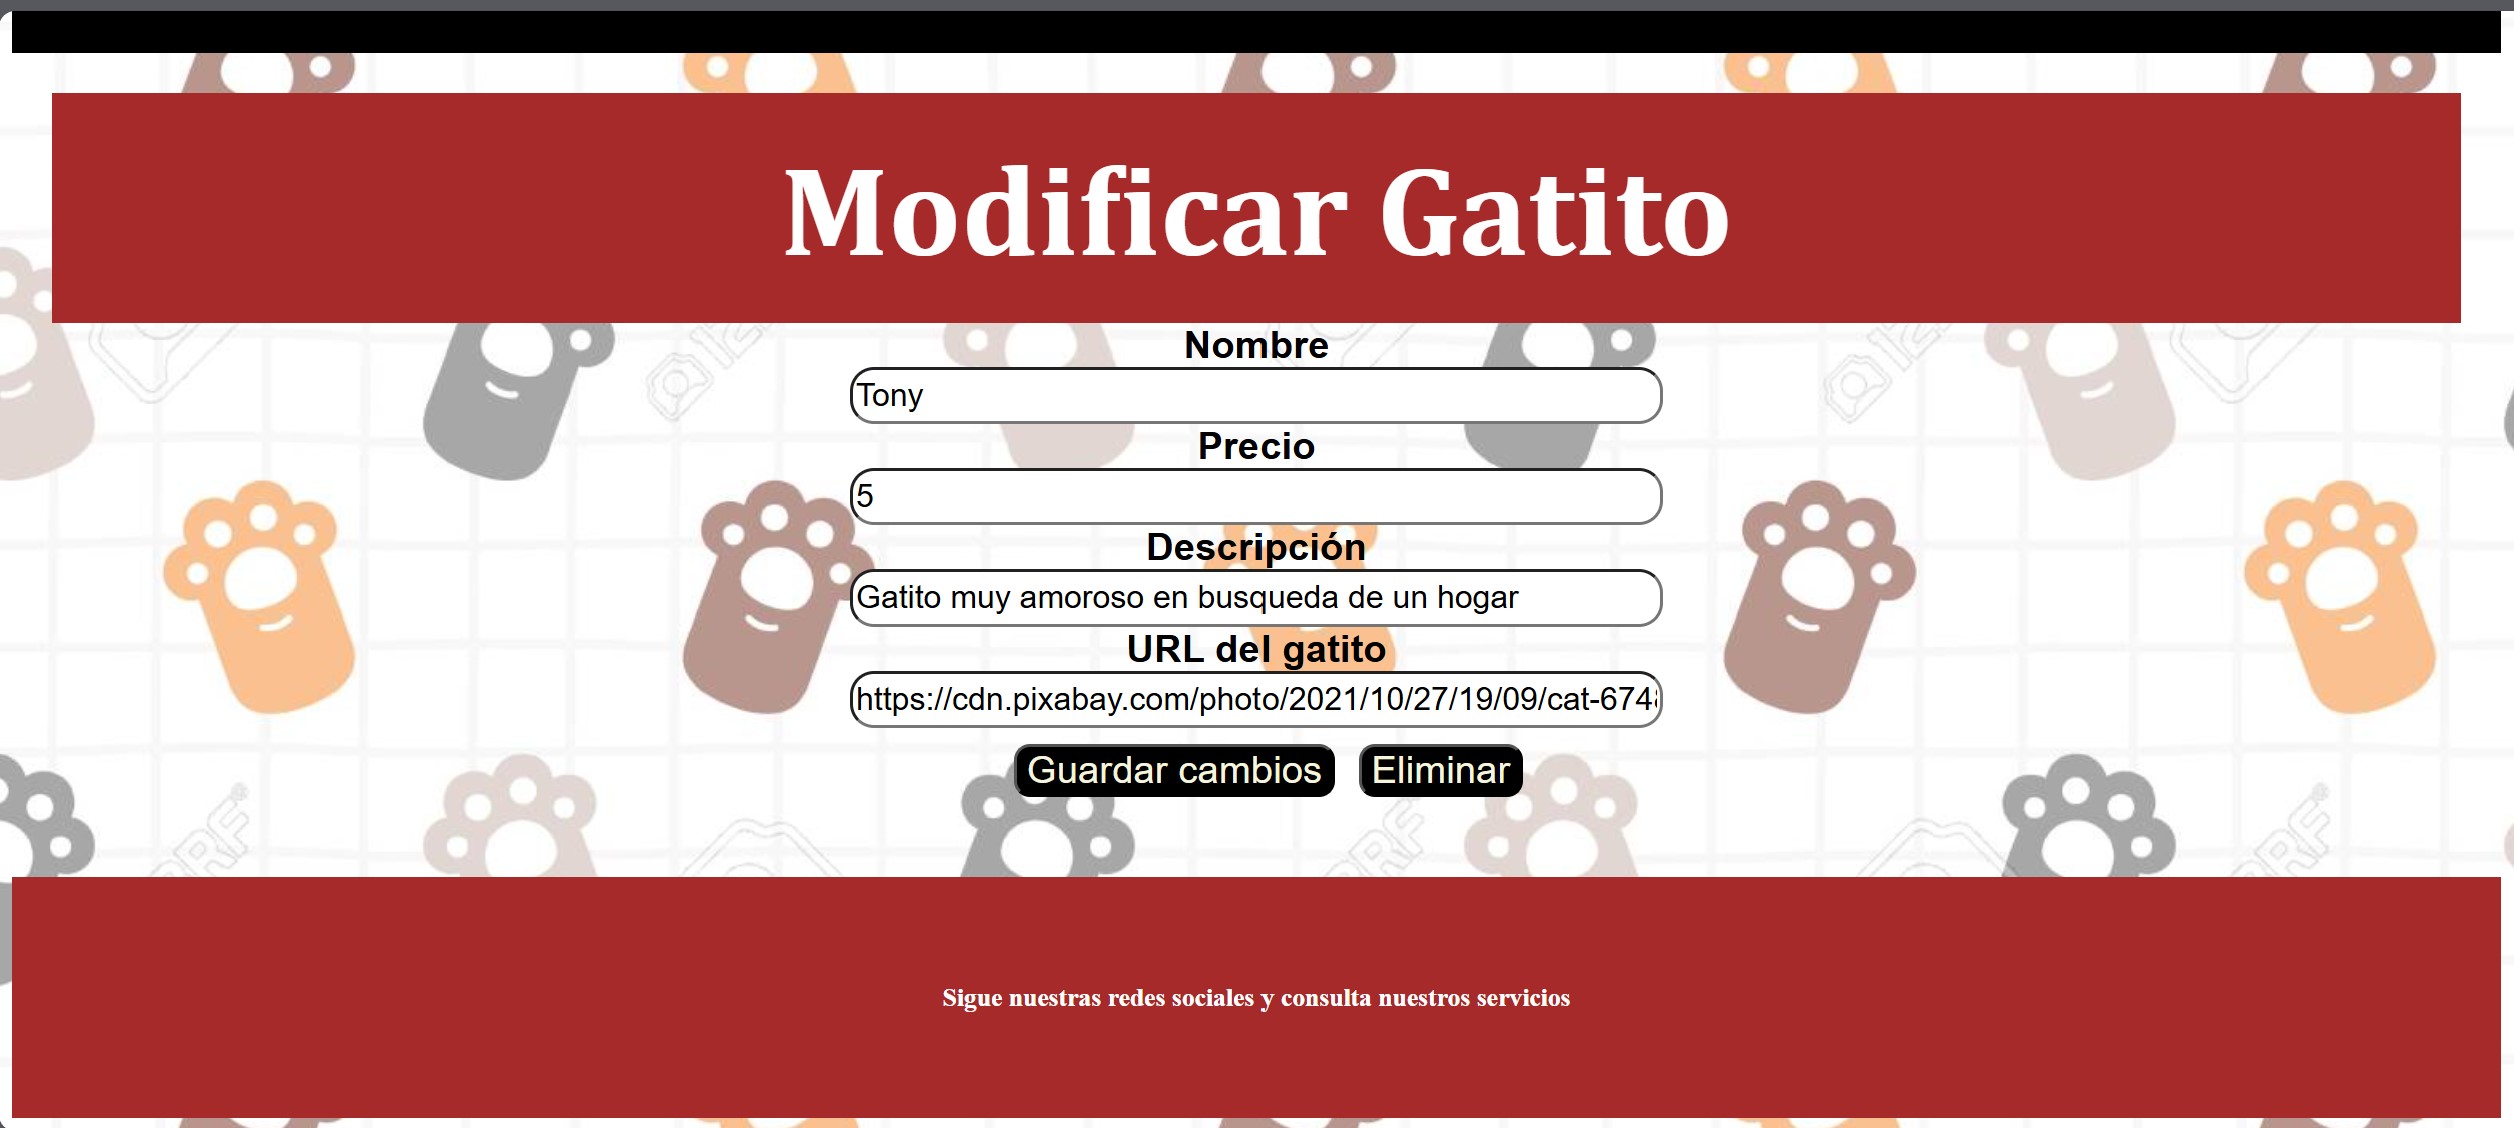 Modificar Gatito
Nombre
Tony
Precio
5
Descripción
Gatito muy amoroso en busqueda de un hogar
URL del gatito
https://cdn.pixabay.com/photo/2021/10/27/19/09/cat-674
Guardar cambios Eliminar
Sigue nuestras redes sociales y consulta nuestros servicios